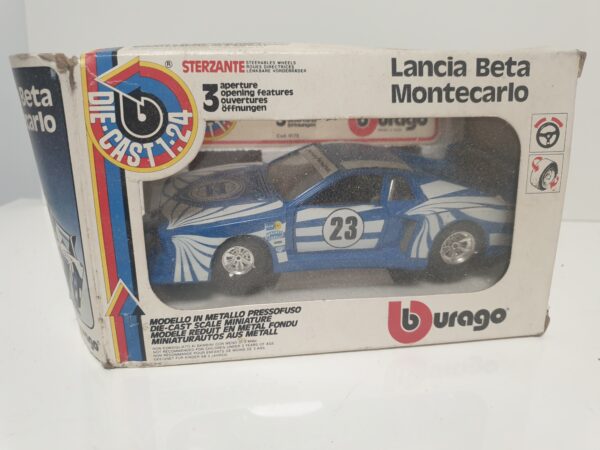 Beta
carlo
DIE-CAST 1:24
b
®
STERZANTE
STEERABLES WHEELS
ROUES DIRECTRICES
LENKBARE VORDERRÄDER
3
aperture
opening features
ouvertures
öffnungen
Lancia Beta
Montecarlo
burago
23
MODELLO IN METALLO PRESSOFUSO
DIE-CAST SCALE MINIATURE
MODELE REDUIT EN METAL FONDU
MINIATURAUTOS AUS METALL
burago®